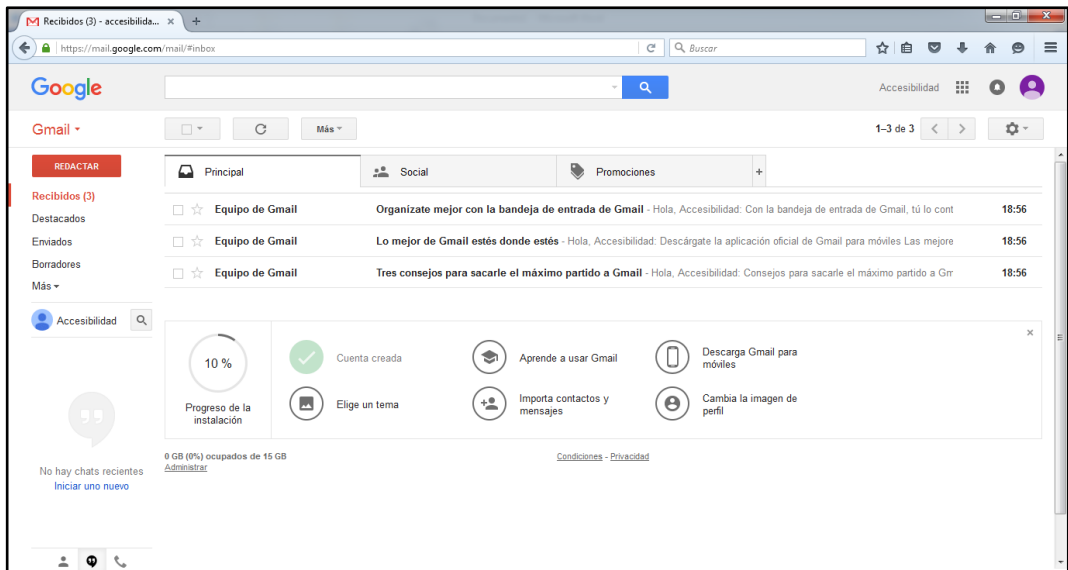 Recibidos (3) - accesibilida...
https://mail.google.com/mail/#inbox
Buscar
Google
Accesibilidad
Gmail
Más
1–3 de 3
REDACTAR
Principal
Social
Promociones
+
Recibidos (3)
Destacados
Enviados
Borradores
Más
Equipo de Gmail Organízate mejor con la bandeja de entrada de Gmail - Hola, Accesibilidad: Con la bandeja de entrada de Gmail, tú lo cont 18:56
Equipo de Gmail Lo mejor de Gmail estés donde estés - Hola, Accesibilidad: Descárgate la aplicación oficial de Gmail para móviles Las mejore 18:56
Equipo de Gmail Tres consejos para sacarle el máximo partido a Gmail - Hola, Accesibilidad: Consejos para sacarle el máximo partido a Gm 18:56
Accesibilidad
10 %
Progreso de la
instalación
Cuenta creada
Aprende a usar Gmail
Descarga Gmail para
móviles
Elige un tema
Importa contactos y
mensajes
Cambia la imagen de
perfil
0 GB (0%) ocupados de 15 GB
Administrar
Condiciones - Privacidad
No hay chats recientes
Iniciar uno nuevo